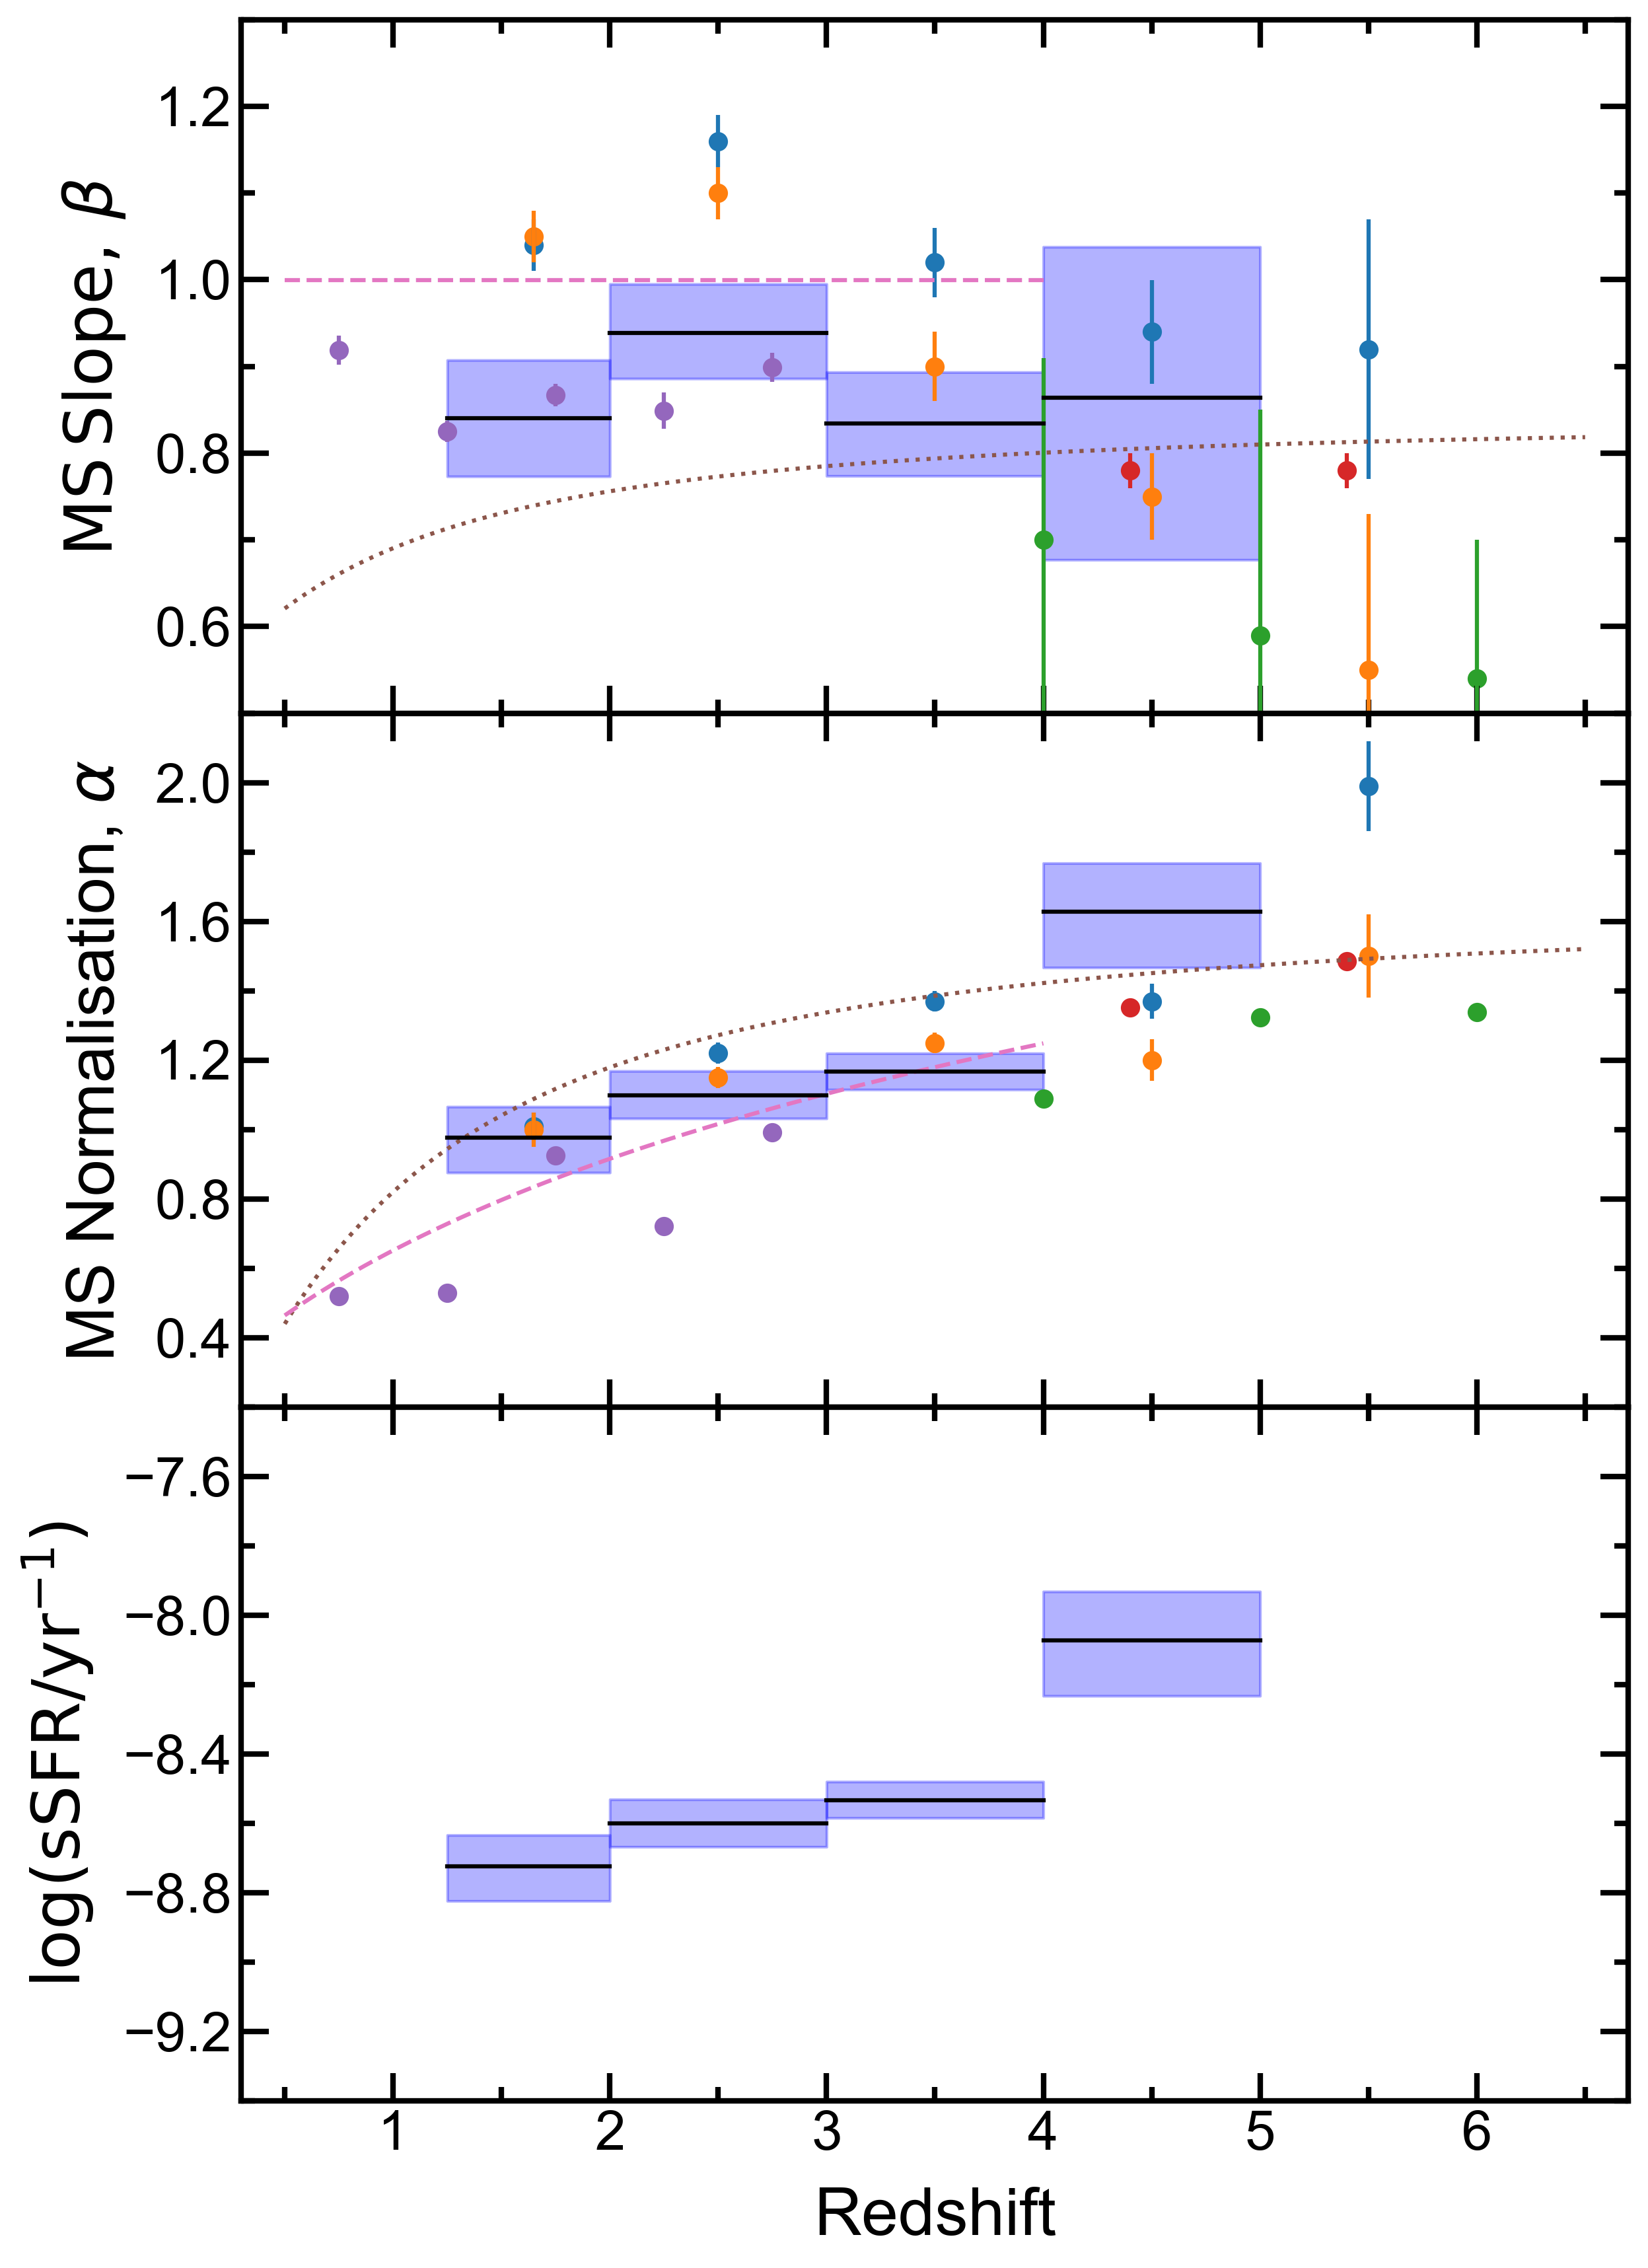 MS Slope, β
1.2
1.0
0.8
0.6
MS Normalisation, α
2.0
1.6
1.2
0.8
0.4
log(sSFR/yr⁻¹)
−7.6
−8.0
−8.4
−8.8
−9.2
1 2 3 4 5 6
Redshift